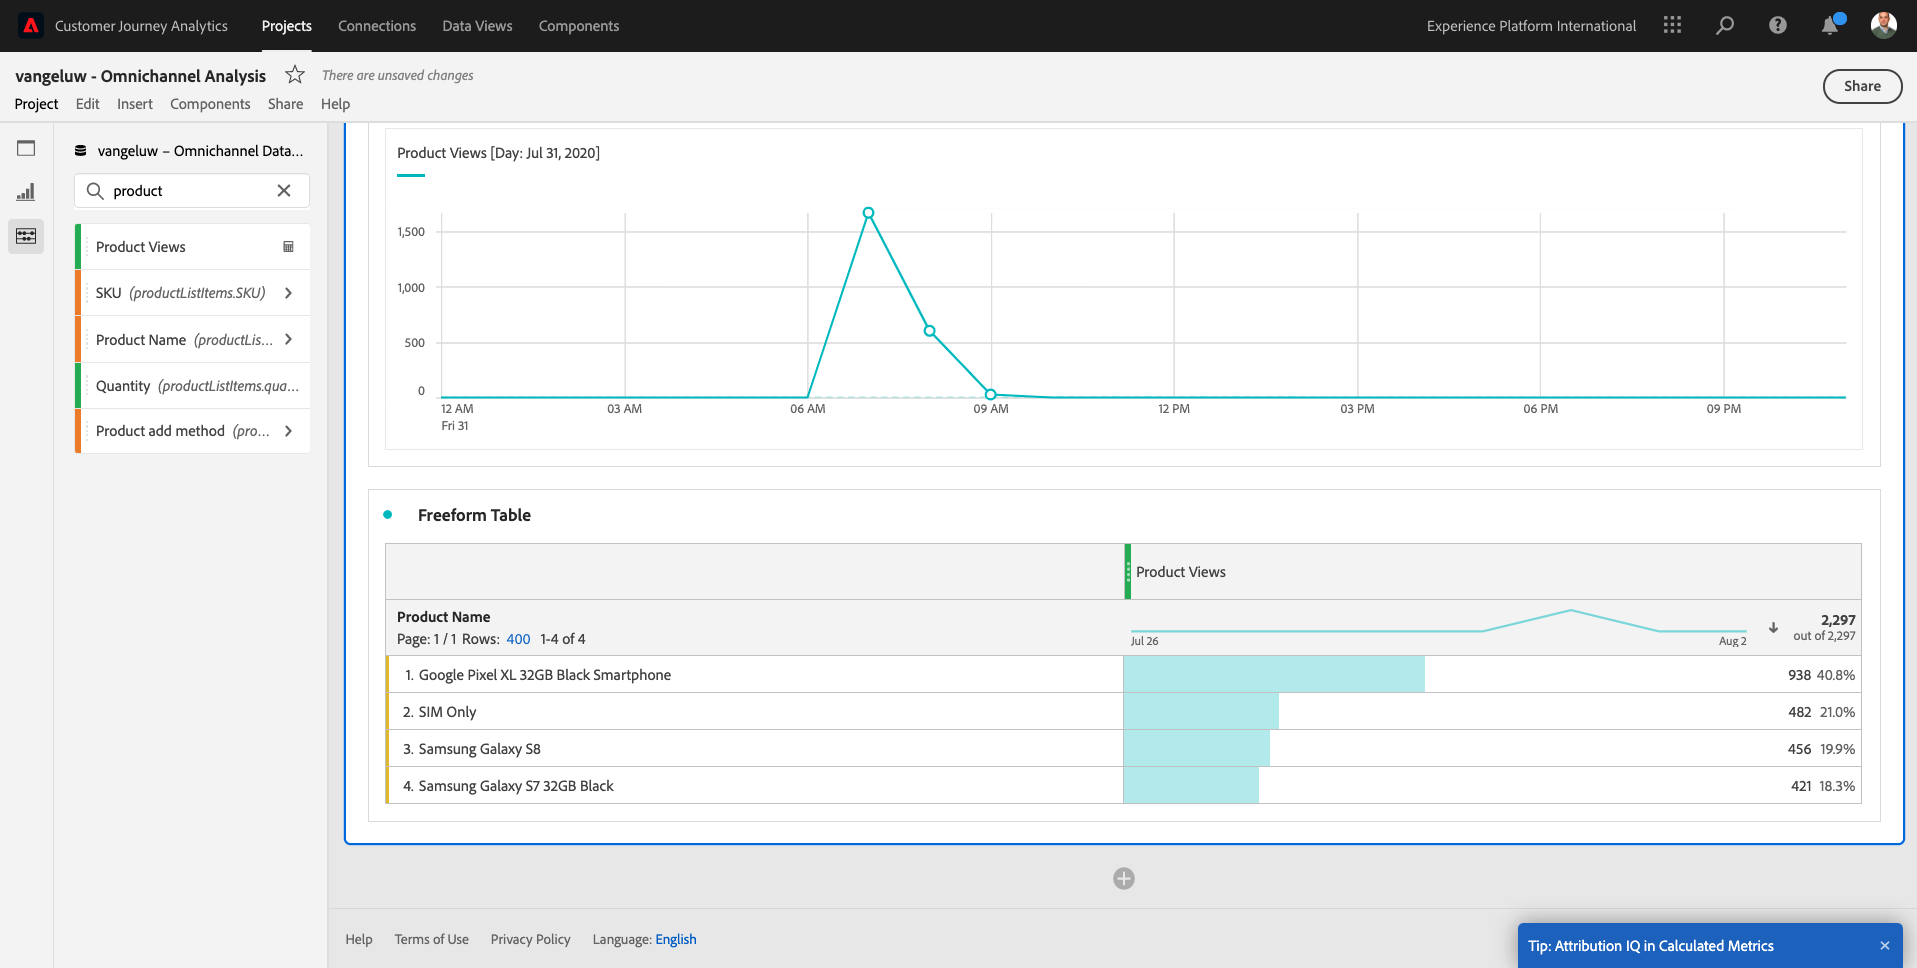 Customer Journey Analytics
Projects
Connections
Data Views
Components
Experience Platform International
vangeluw - Omnichannel Analysis
There are unsaved changes
Project
Edit
Insert
Components
Share
Help
Share
vangeluw – Omnichannel Data...
product
Product Views
SKU (productListItems.SKU)
Product Name (productLis...
Quantity (productListItems.qua...
Product add method (pro...
Product Views [Day: Jul 31, 2020]
1,500
1,000
500
0
12 AM
03 AM
06 AM
09 AM
12 PM
03 PM
06 PM
09 PM
Fri 31
Freeform Table
Product Views
Product Name
Page: 1 / 1 Rows: 400 1-4 of 4
Jul 26
Aug 2
2,297
out of 2,297
1. Google Pixel XL 32GB Black Smartphone 938 40.8%
2. SIM Only 482 21.0%
3. Samsung Galaxy S8 456 19.9%
4. Samsung Galaxy S7 32GB Black 421 18.3%
Help
Terms of Use
Privacy Policy
Language: English
Tip: Attribution IQ in Calculated Metrics